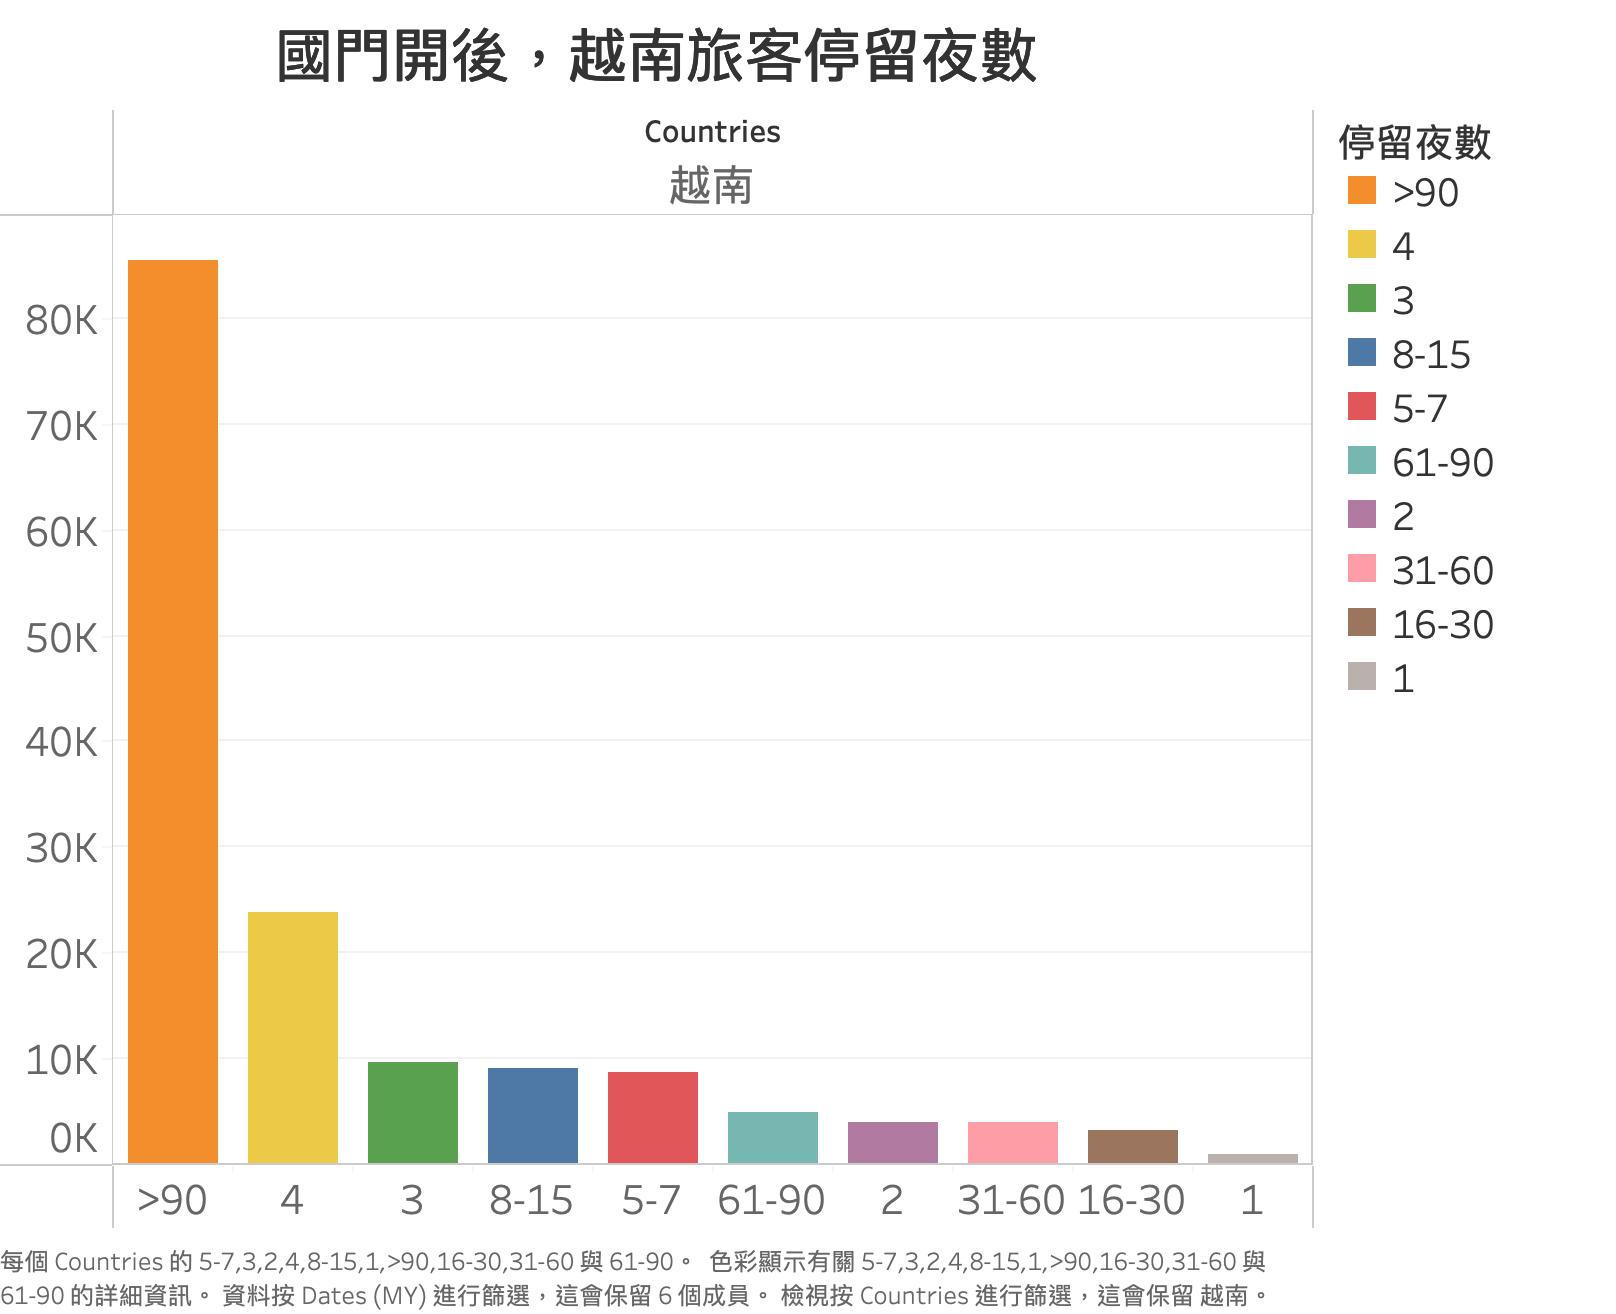 國門開後，越南旅客停留夜數
Countries
越南
停留夜數
>90
4
3
8-15
5-7
61-90
2
31-60
16-30
1
80K
70K
60K
50K
40K
30K
20K
10K
0K
>90 4 3 8-15 5-7 61-90 2 31-60 16-30 1
每個 Countries 的 5-7,3,2,4,8-15,1,>90,16-30,31-60 與 61-90。 色彩顯示有關 5-7,3,2,4,8-15,1,>90,16-30,31-60 與
61-90 的詳細資訊。 資料按 Dates (MY) 進行篩選，這會保留 6 個成員。 檢視按 Countries 進行篩選，這會保留 越南。